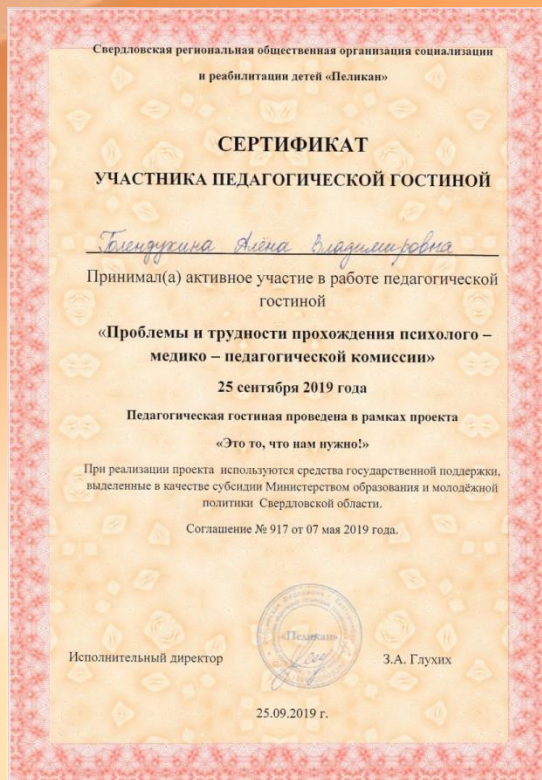 Свердловская региональная общественная организация социализации
и реабилитации детей «Пеликан»
СЕРТИФИКАТ
УЧАСТНИКА ПЕДАГОГИЧЕСКОЙ ГОСТИНОЙ
Голендухина Алёна Владимировна
Принимал(а) активное участие в работе педагогической
гостиной
«Проблемы и трудности прохождения психолого –
медико – педагогической комиссии»
25 сентября 2019 года
Педагогическая гостиная проведена в рамках проекта
«Это то, что нам нужно!»
При реализации проекта используются средства государственной поддержки,
выделенные в качестве субсидии Министерством образования и молодёжной
политики Свердловской области.
Соглашение № 917 от 07 мая 2019 года.
«Пеликан»
Исполнительный директор З.А. Глухих
25.09.2019 г.